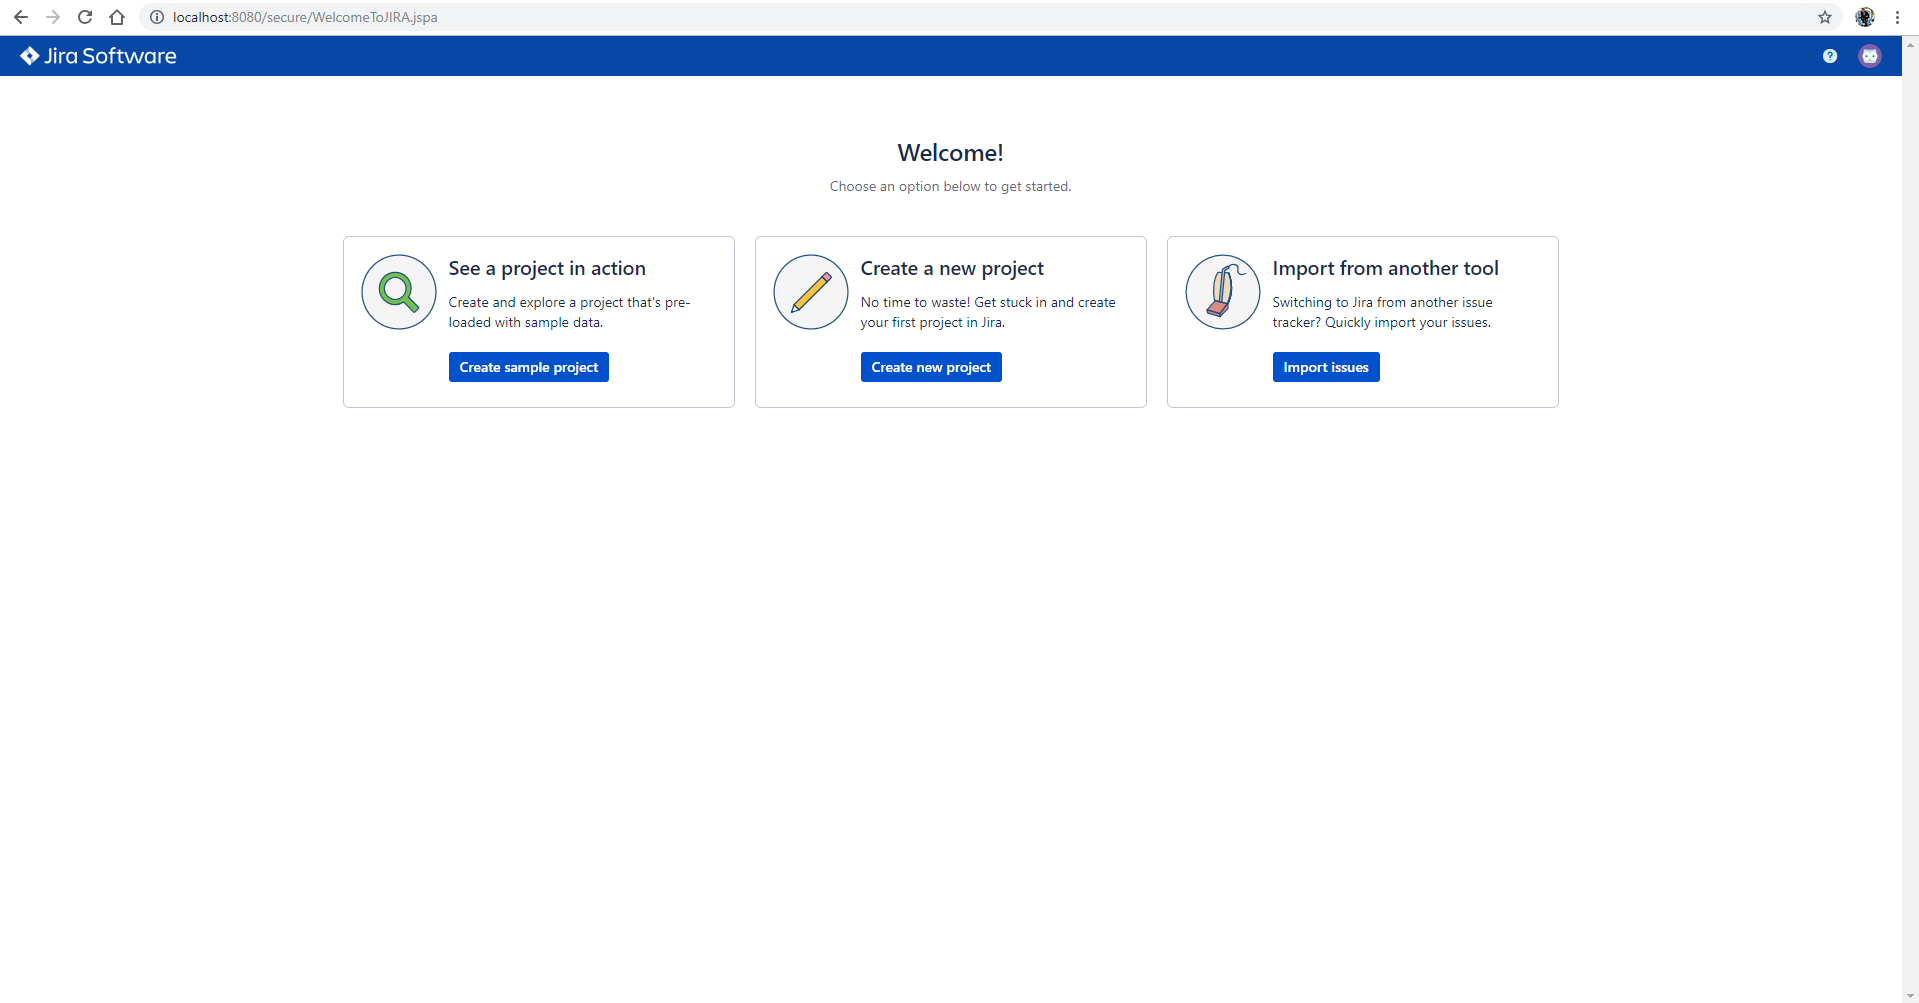 localhost:8080/secure/WelcomeToJIRA.jspa
Jira Software
?
Welcome!
Choose an option below to get started.
See a project in action
Create and explore a project that's pre-
loaded with sample data.
Create sample project
Create a new project
No time to waste! Get stuck in and create
your first project in Jira.
Create new project
Import from another tool
Switching to Jira from another issue
tracker? Quickly import your issues.
Import issues